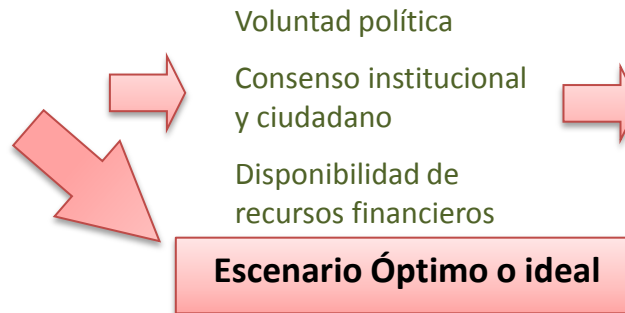 Voluntad política
Consenso institucional
y ciudadano
Disponibilidad de
recursos financieros
Escenario Óptimo o ideal